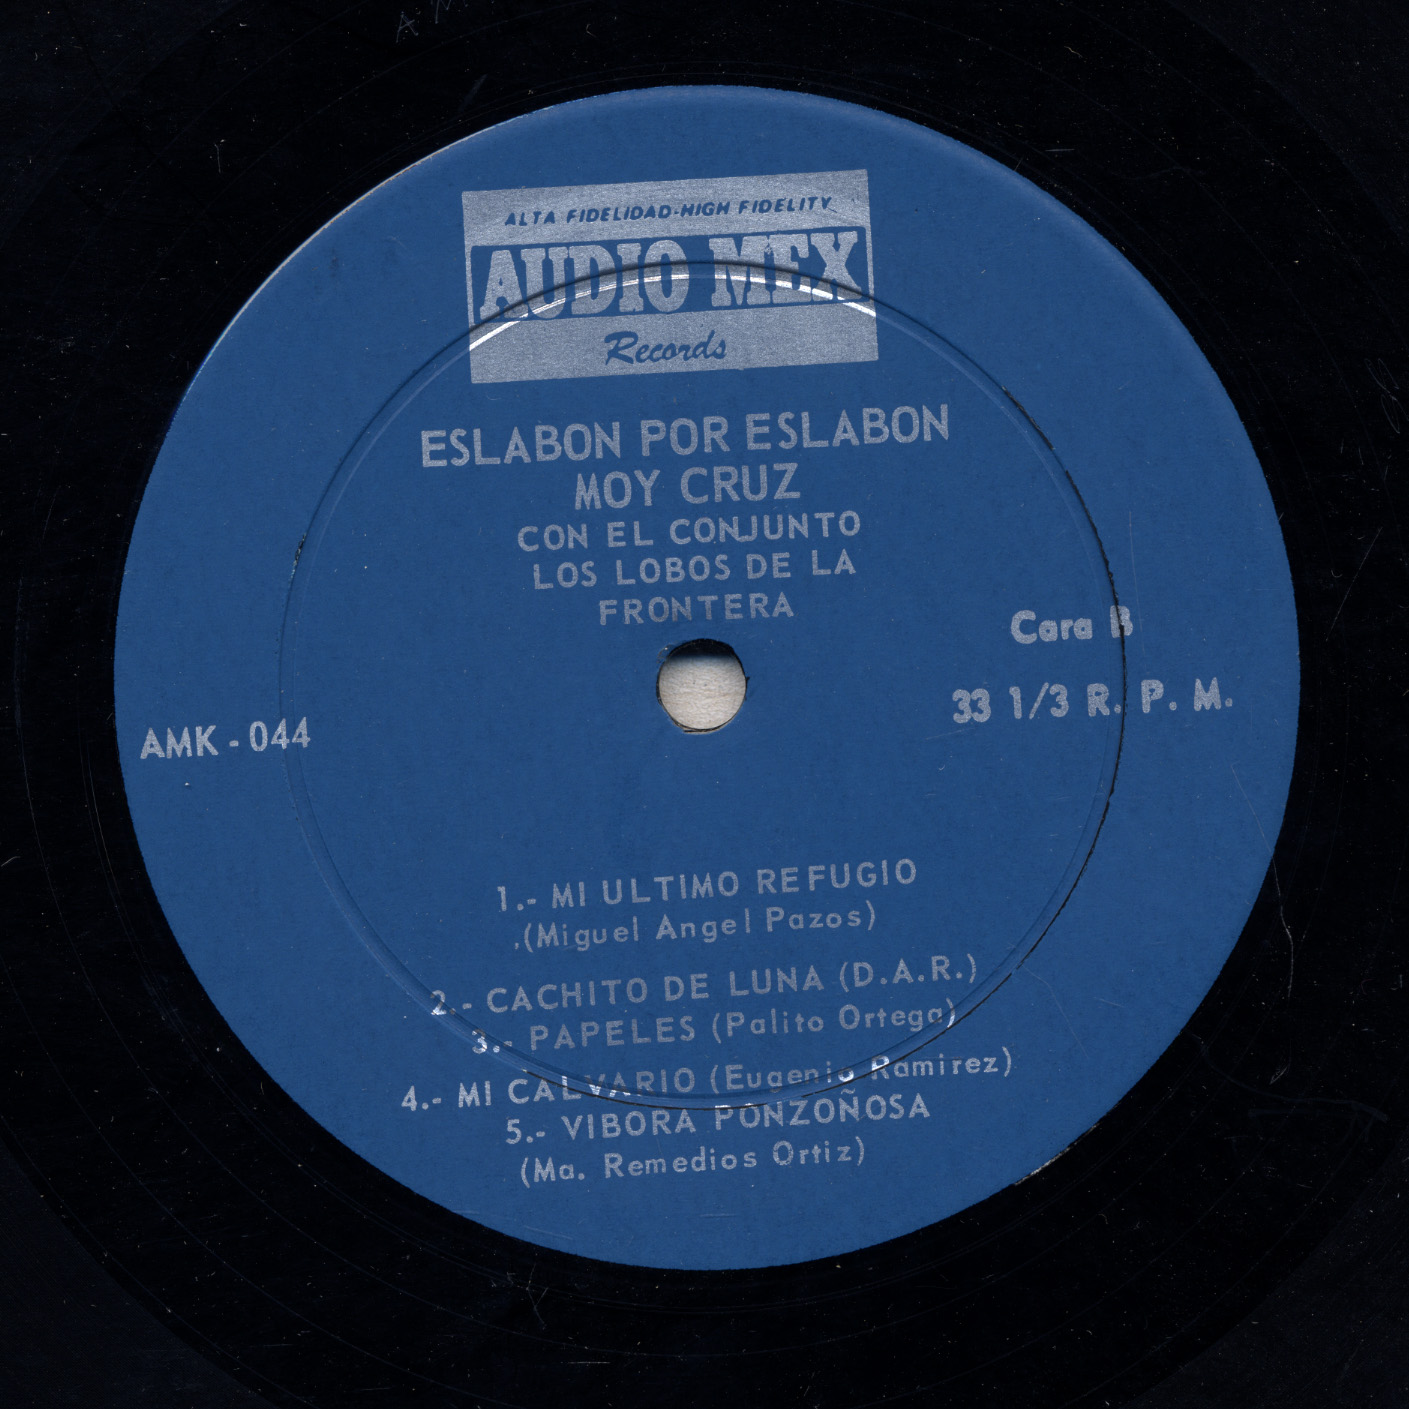 ALTA FIDELIDAD-HIGH FIDELITY
AUDIO MEX
Records
ESLABON POR ESLABON
MOY CRUZ
CON EL CONJUNTO
LOS LOBOS DE LA
FRONTERA
Cara B
33 1/3 R. P. M.
AMK - 044
1.- MI ULTIMO REFUGIO
.(Miguel Angel Pazos)
2.- CACHITO DE LUNA (D.A.R.)
3.- PAPELES (Palito Ortega)
4.- MI CALVARIO (Eugenio Ramirez)
5.- VIBORA PONZOÑOSA
(Ma. Remedios Ortiz)